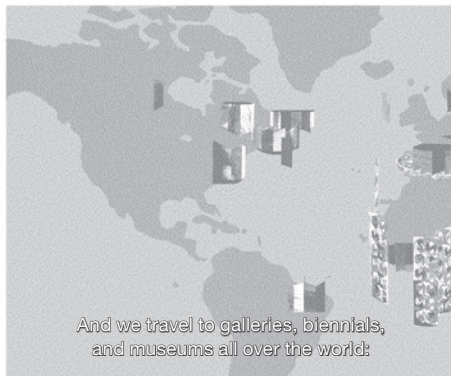 And we travel to galleries, biennials,
and museums all over the world: